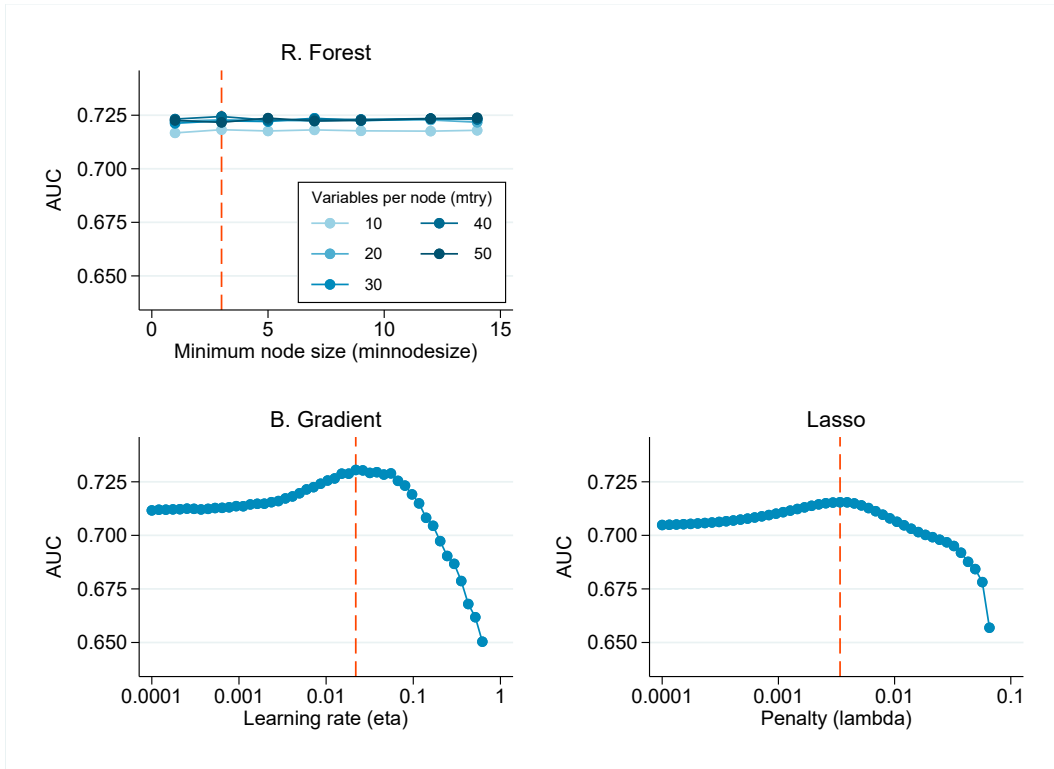 R. Forest
AUC
0.725
0.700
0.675
0.650
Variables per node (mtry)
10 40
20 50
30
0 5 10 15
Minimum node size (minnodesize)
B. Gradient
AUC
0.725
0.700
0.675
0.650
0.0001 0.001 0.01 0.1 1
Learning rate (eta)
Lasso
AUC
0.725
0.700
0.675
0.650
0.0001 0.001 0.01 0.1
Penalty (lambda)